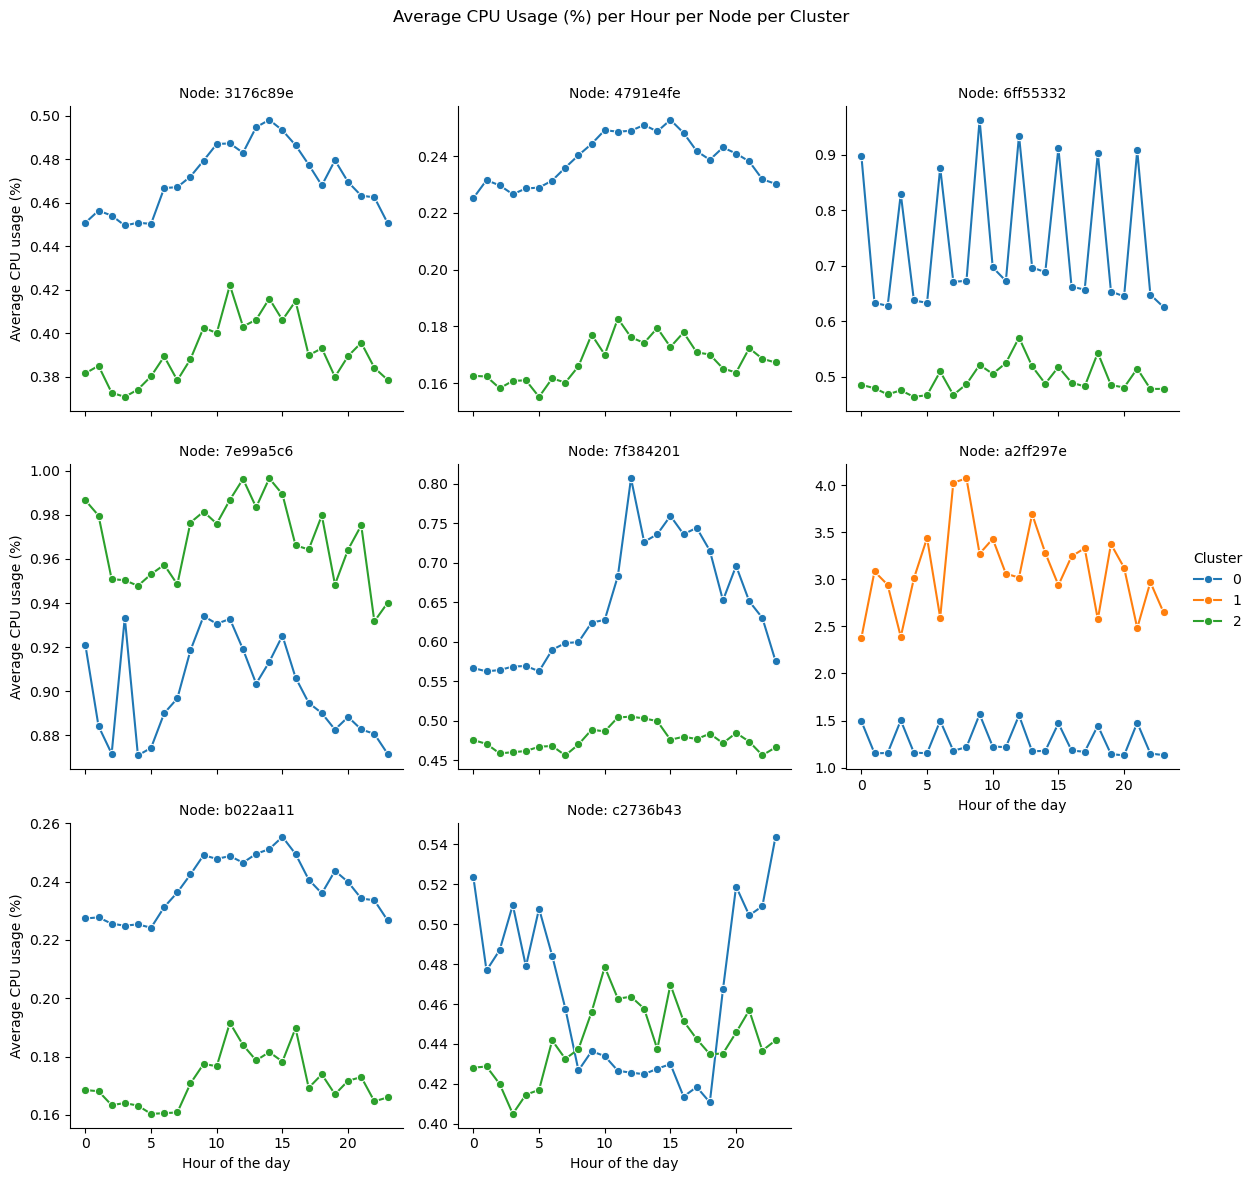 Average CPU Usage (%) per Hour per Node per Cluster
Node: 3176c89e
0.50
0.48
0.46
0.44
0.42
0.40
0.38
Average CPU usage (%)
Node: 4791e4fe
0.24
0.22
0.20
0.18
0.16
Node: 6ff55332
0.9
0.8
0.7
0.6
0.5
Node: 7e99a5c6
1.00
0.98
0.96
0.94
0.92
0.90
0.88
Average CPU usage (%)
Node: 7f384201
0.80
0.75
0.70
0.65
0.60
0.55
0.50
0.45
Node: a2ff297e
4.0
3.5
3.0
2.5
2.0
1.5
1.0
0 5 10 15 20
Hour of the day
Cluster
0
1
2
Node: b022aa11
0.26
0.24
0.22
0.20
0.18
0.16
Average CPU usage (%)
0 5 10 15 20
Hour of the day
Node: c2736b43
0.54
0.52
0.50
0.48
0.46
0.44
0.42
0.40
0 5 10 15 20
Hour of the day